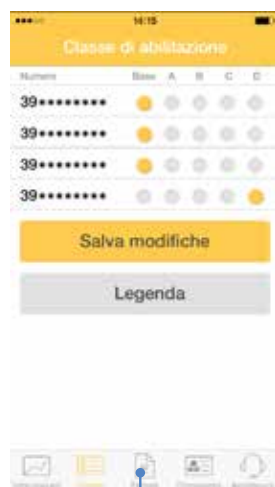 14:15
Classe di abilitazione
Numero Base A B C D
39••••••••
39••••••••
39••••••••
39••••••••
Salva modifiche
Legenda